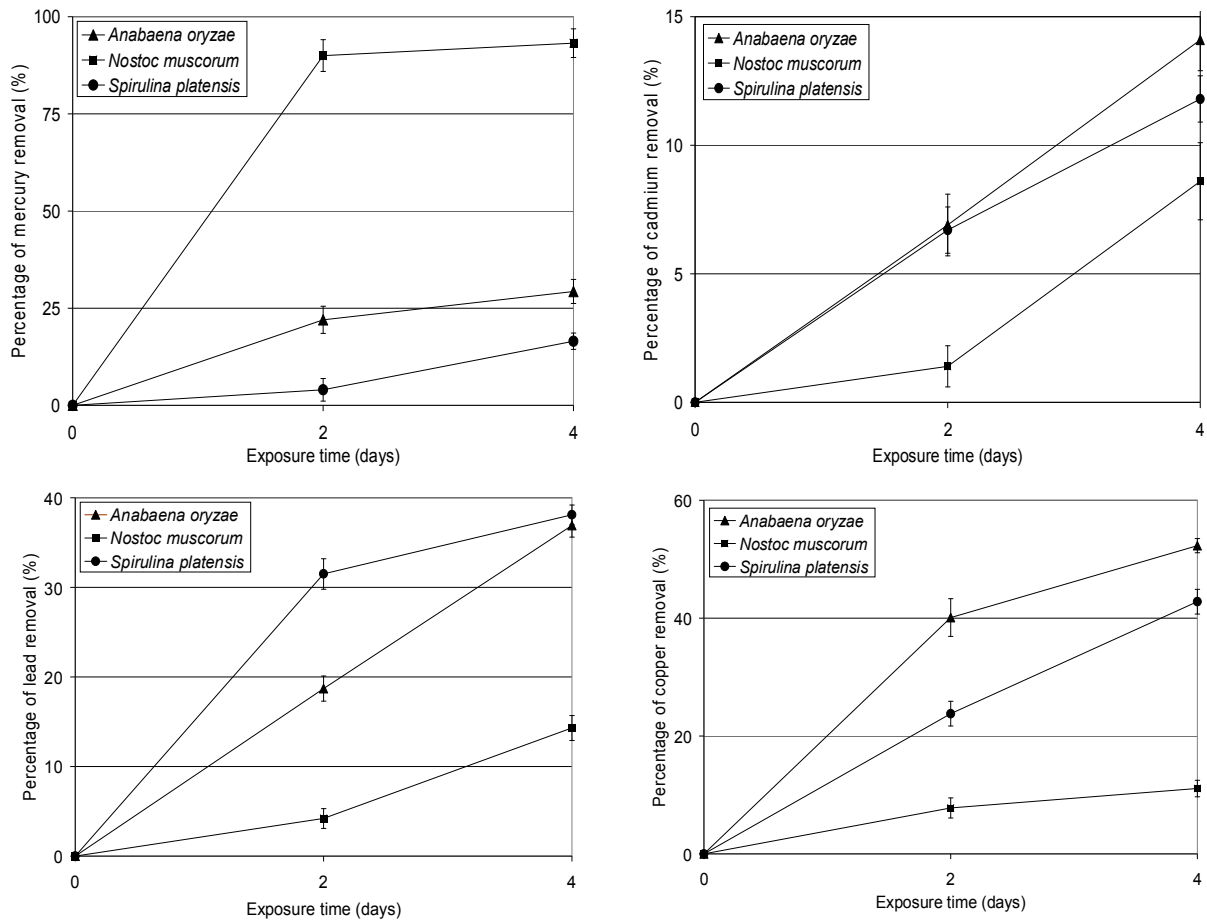 Percentage of mercury removal (%)
100
75
50
25
0
Anabaena oryzae
Nostoc muscorum
Spirulina platensis
0 2 4
Exposure time (days)
Percentage of cadmium removal (%)
15
10
5
0
Anabaena oryzae
Nostoc muscorum
Spirulina platensis
0 2 4
Exposure time (days)
Percentage of lead removal (%)
40
30
20
10
0
Anabaena oryzae
Nostoc muscorum
Spirulina platensis
0 2 4
Exposure time (days)
Percentage of copper removal (%)
60
40
20
0
Anabaena oryzae
Nostoc muscorum
Spirulina platensis
0 2 4
Exposure time (days)